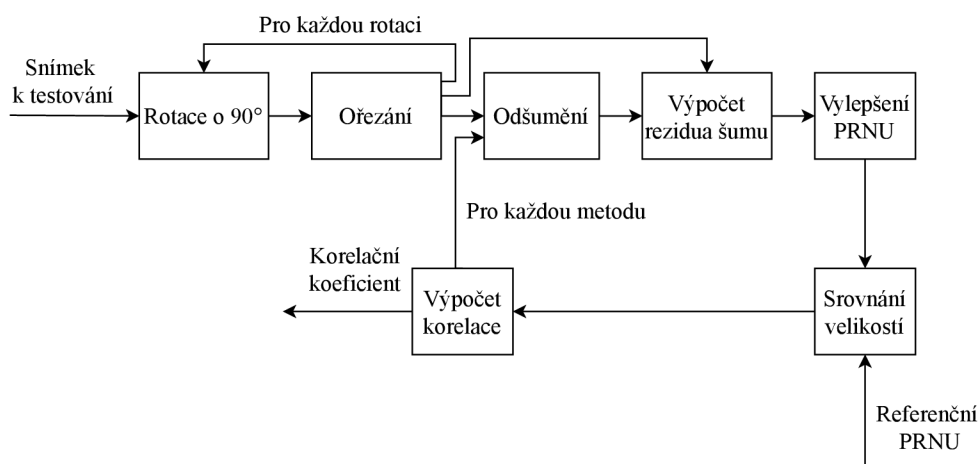 Pro každou rotaci
Snímek
k testování
Rotace o 90°
Ořezání
Odšumění
Výpočet
rezidua šumu
Vylepšení
PRNU
Pro každou metodu
Korelační
koeficient
Výpočet
korelace
Srovnání
velikostí
Referenční
PRNU